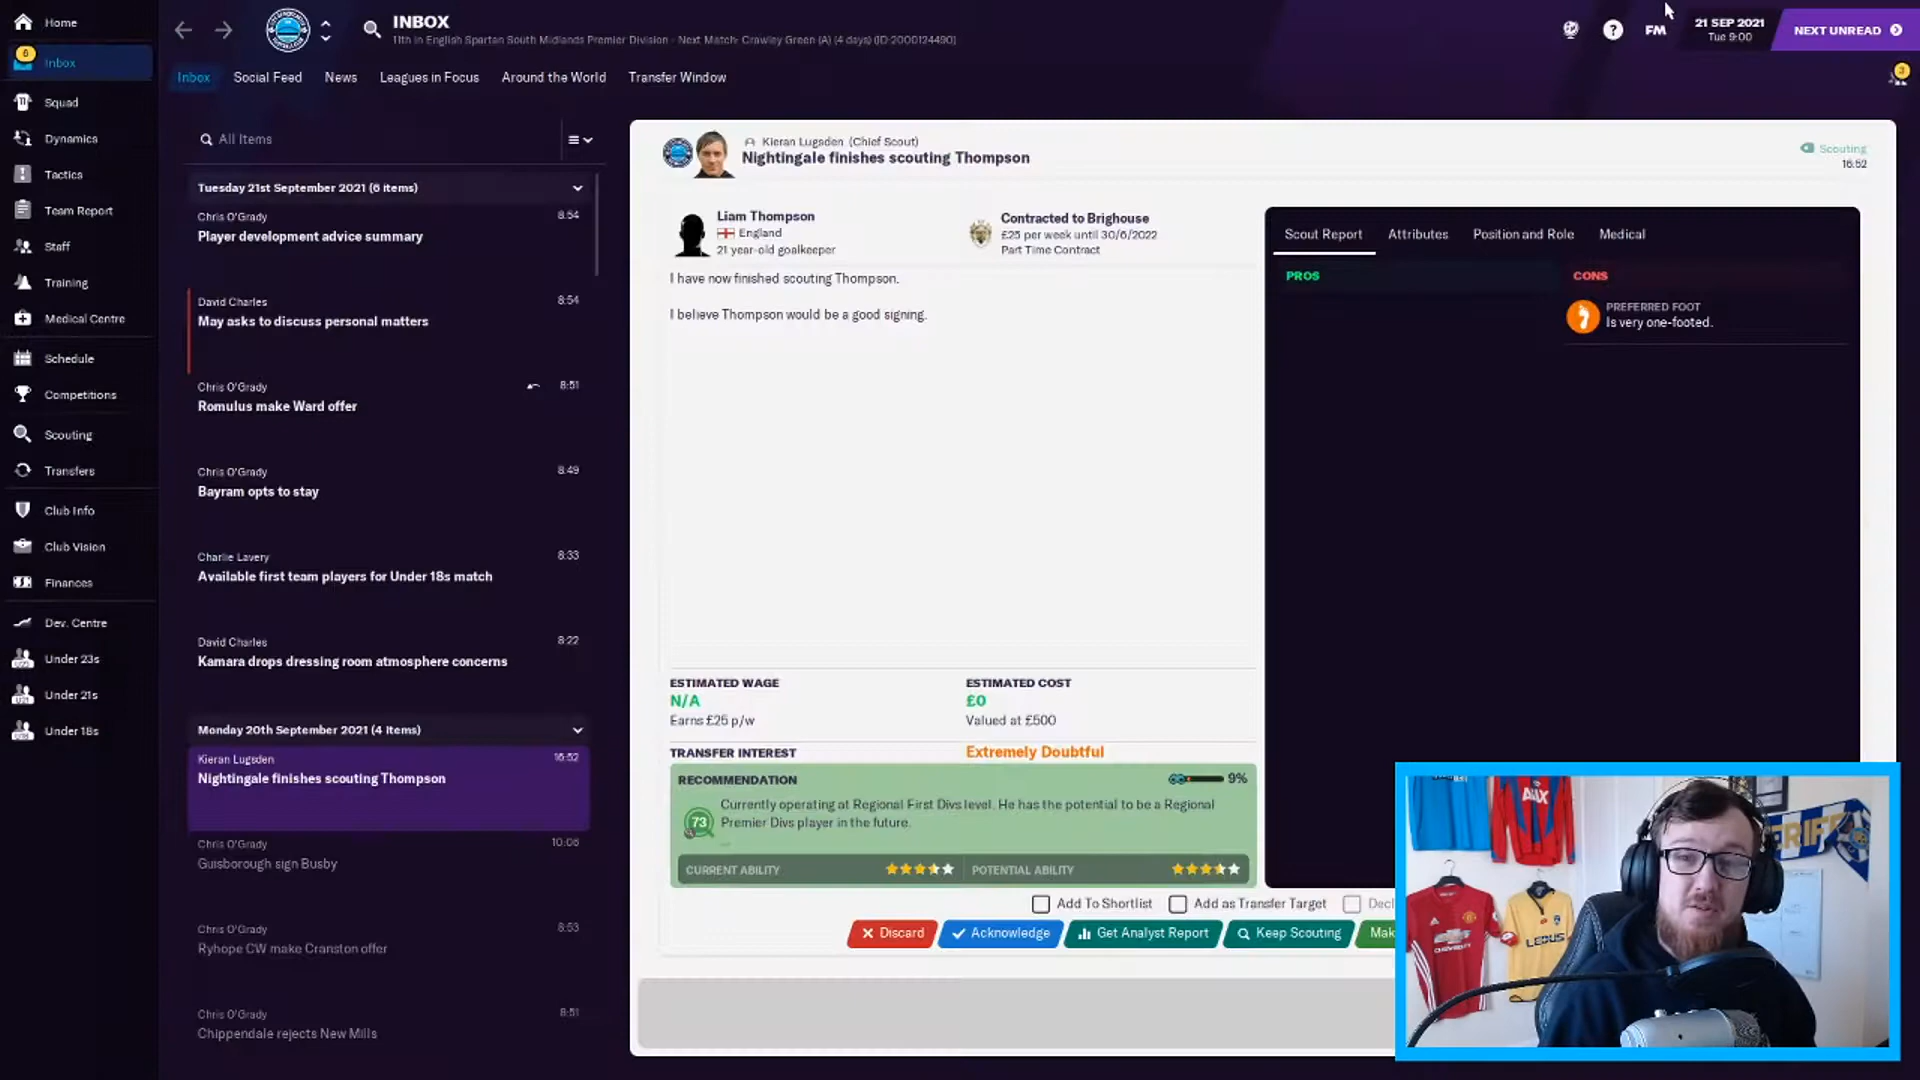 Home
Inbox
6
Squad
Dynamics
Tactics
Team Report
Staff
Training
Medical Centre
Schedule
Competitions
Scouting
Transfers
Club Info
Club Vision
Finances
Dev. Centre
Under 23s
Under 21s
Under 18s
INBOX
11th in English Spartan South Midlands Premier Division - Next Match: Crawley Green (A) (4 days) (ID:2000124490)
FM
21 SEP 2021
Tue 9:00
NEXT UNREAD
3
Inbox Social Feed News Leagues in Focus Around the World Transfer Window
All Items
Tuesday 21st September 2021 (6 items)
Chris O'Grady 8:54
Player development advice summary
David Charles 8:54
May asks to discuss personal matters
Chris O'Grady 8:51
Romulus make Ward offer
Chris O'Grady 8:49
Bayram opts to stay
Charlie Lavery 8:33
Available first team players for Under 18s match
David Charles 8:22
Kamara drops dressing room atmosphere concerns
Monday 20th September 2021 (4 items)
Kieran Lugsden 16:52
Nightingale finishes scouting Thompson
Chris O'Grady 10:06
Guisborough sign Busby
Chris O'Grady 8:53
Ryhope CW make Cranston offer
Chris O'Grady 8:51
Chippendale rejects New Mills
Kieran Lugsden (Chief Scout)
Nightingale finishes scouting Thompson
Scouting
16:52
Liam Thompson
England
21 year-old goalkeeper
Contracted to Brighouse
£25 per week until 30/6/2022
Part Time Contract
I have now finished scouting Thompson.
I believe Thompson would be a good signing.
ESTIMATED WAGE
N/A
Earns £25 p/w
ESTIMATED COST
£0
Valued at £500
TRANSFER INTEREST Extremely Doubtful
RECOMMENDATION 9%
73
Currently operating at Regional First Divs level. He has the potential to be a Regional
Premier Divs player in the future.
CURRENT ABILITY POTENTIAL ABILITY
Add To Shortlist Add as Transfer Target Decl
Discard Acknowledge Get Analyst Report Keep Scouting Mak
Scout Report Attributes Position and Role Medical
PROS
CONS
PREFERRED FOOT
Is very one-footed.
AJAX
ERIFF
CHEVROLET
LEDUS